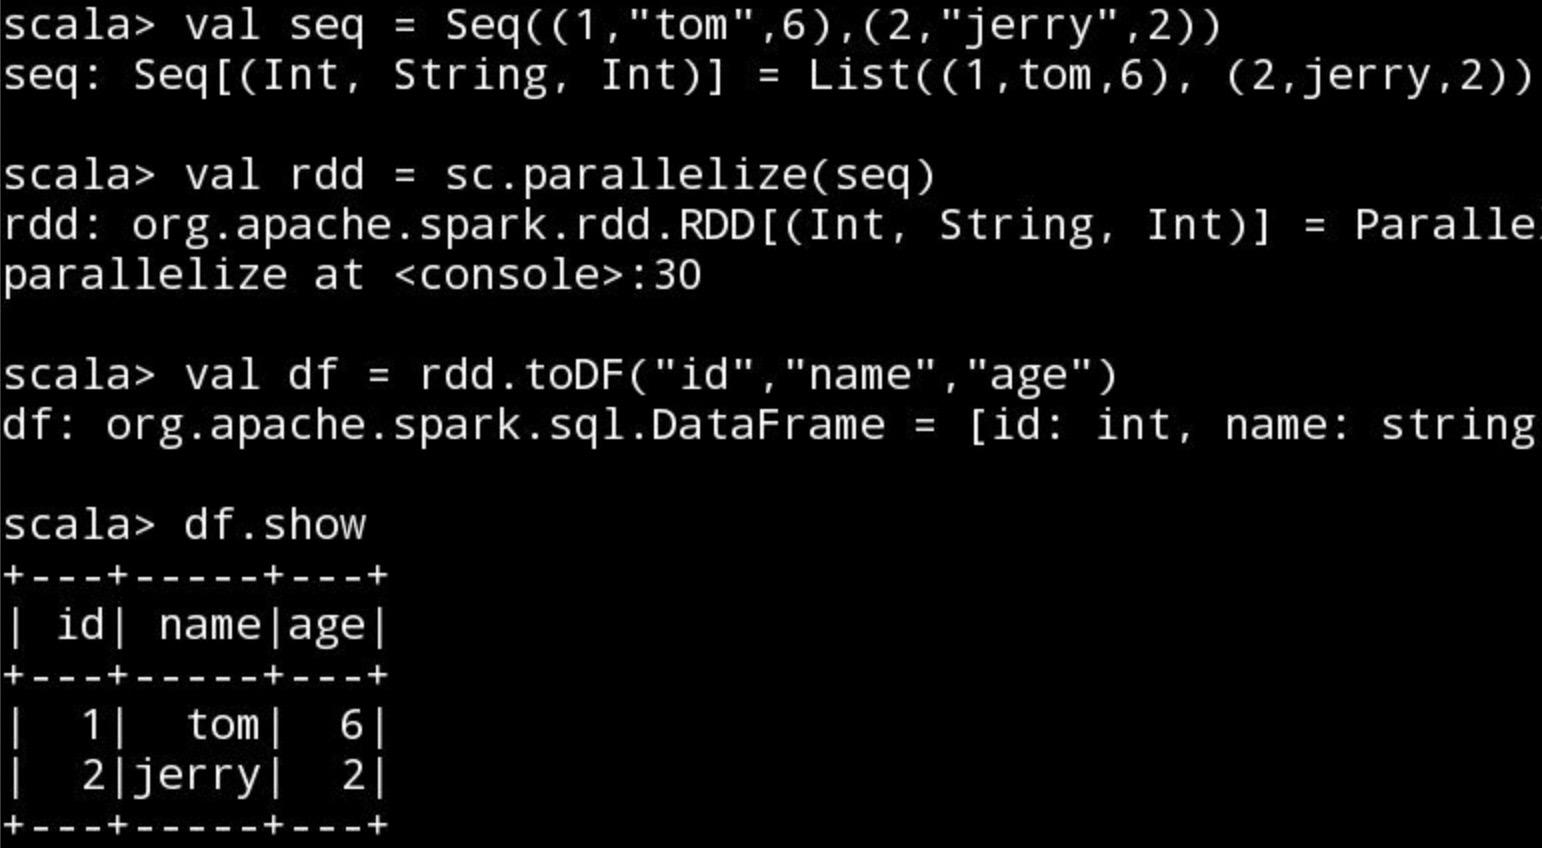 scala> val seq = Seq((1,"tom",6),(2,"jerry",2))
seq: Seq[(Int, String, Int)] = List((1,tom,6), (2,jerry,2))
scala> val rdd = sc.parallelize(seq)
rdd: org.apache.spark.rdd.RDD[(Int, String, Int)] = Paralle
parallelize at <console>:30
scala> val df = rdd.toDF("id","name","age")
df: org.apache.spark.sql.DataFrame = [id: int, name: string
scala> df.show
+---+-----+---+
| id| name|age|
+---+-----+---+
|  1|  tom|  6|
|  2|jerry|  2|
+---+-----+---+